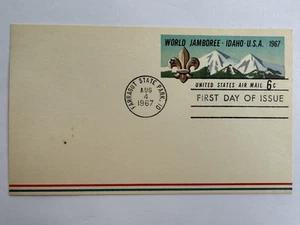 WORLD JAMBOREE · IDAHO · U.S.A. 1967
UNITED STATES AIR MAIL 6c
FARRAGUT STATE PARK, ID
AUG
4
1967
FIRST DAY OF ISSUE